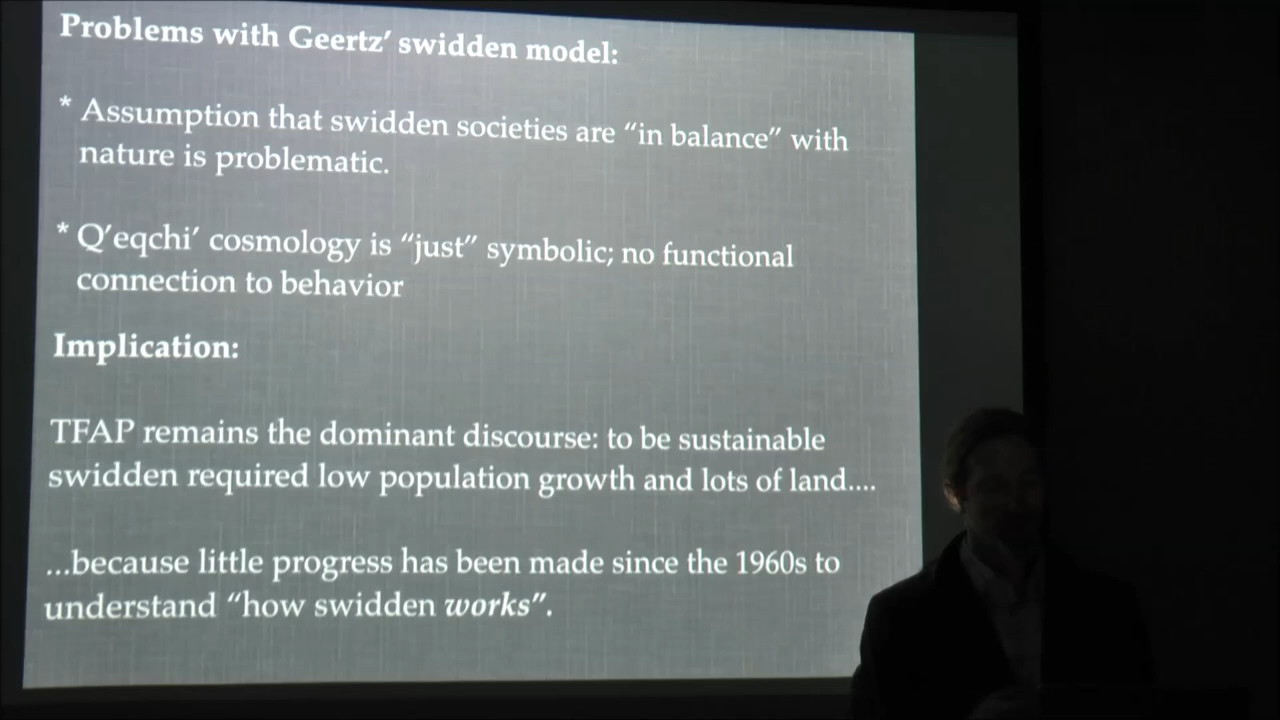 Problems with Geertz' swidden model:
* Assumption that swidden societies are “in balance” with
nature is problematic.
* Q'eqchi' cosmology is “just” symbolic; no functional
connection to behavior
Implication:
TFAP remains the dominant discourse: to be sustainable
swidden required low population growth and lots of land....
...because little progress has been made since the 1960s to
understand “how swidden works”.